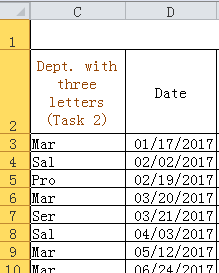 C D
1
Dept. with
three
letters
(Task 2) Date
2
3 Mar 01/17/2017
4 Sal 02/02/2017
5 Pro 02/19/2017
6 Mar 03/20/2017
7 Ser 03/21/2017
8 Sal 04/03/2017
9 Mar 05/12/2017
10 Mar 06/24/2017